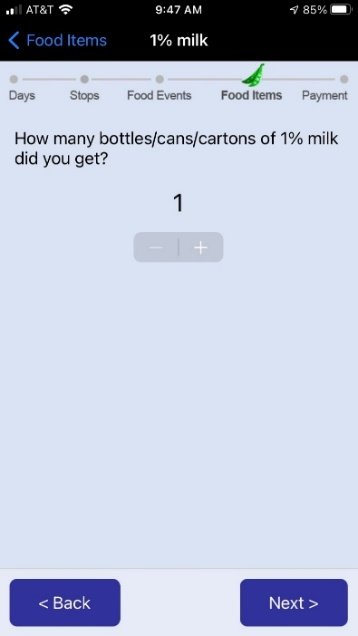 AT&T 9:47 AM 85%
Food Items 1% milk
Days Stops Food Events Food Items Payment
How many bottles/cans/cartons of 1% milk
did you get?
1
− +
< Back Next >